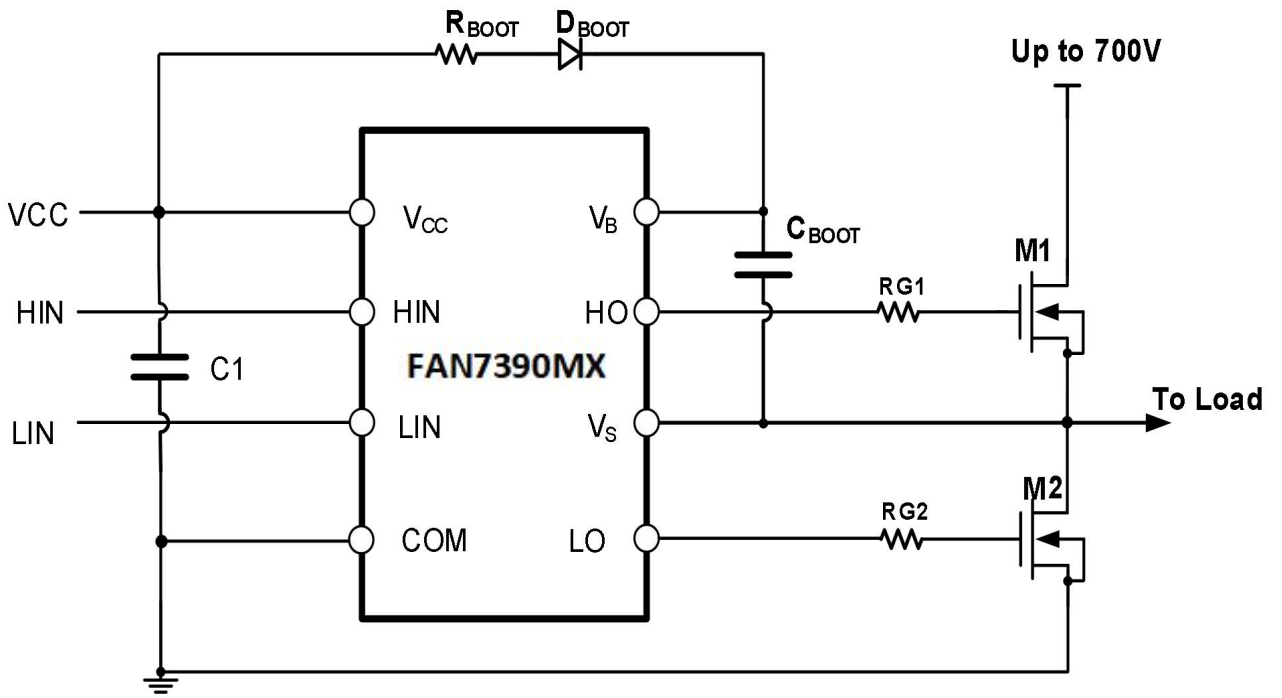 RBOOT DBOOT
Up to 700V
VCC VCC VB
CBOOT
M1
HIN HIN HO RG1
C1 FAN7390MX
To Load
LIN LIN VS
M2
RG2
COM LO